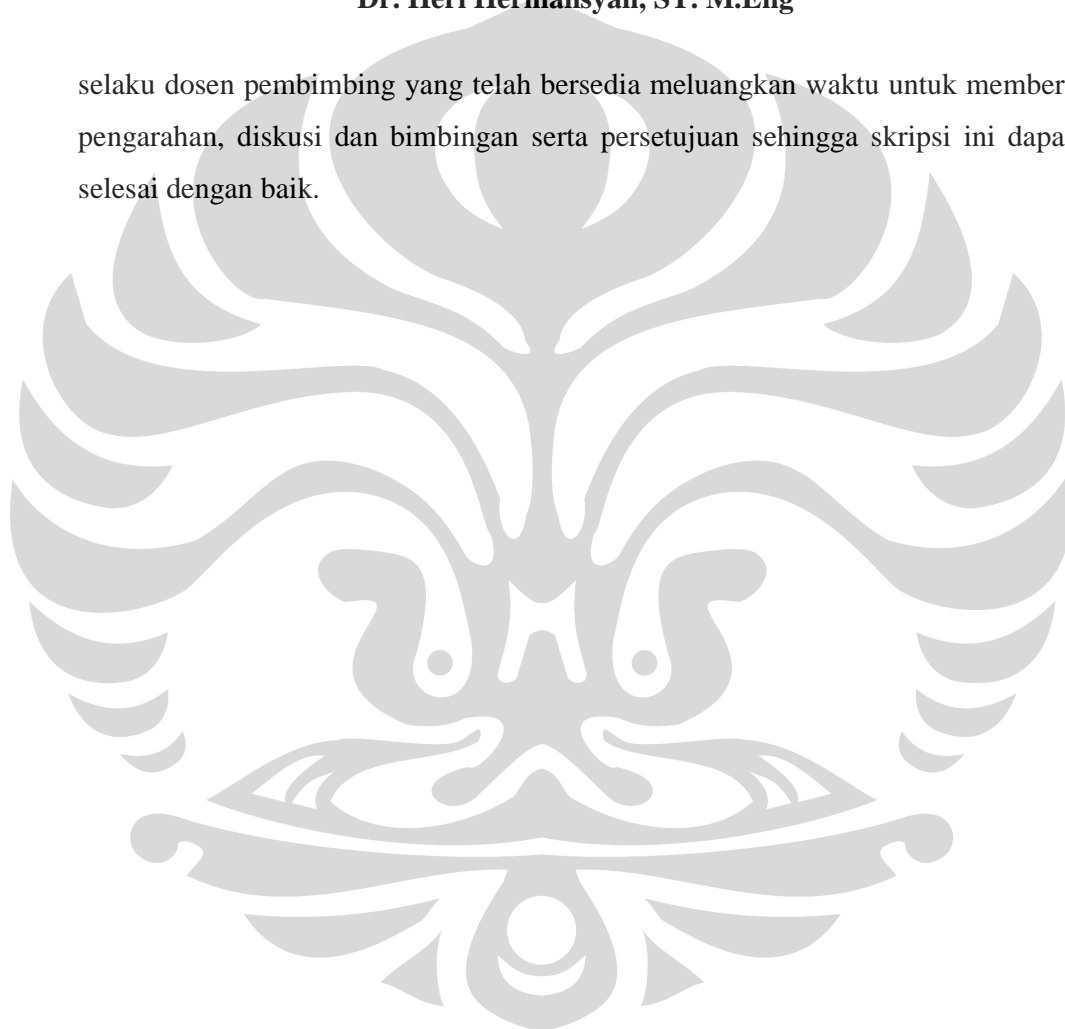 Dr. Heri Hermansyah, ST. M.Eng
selaku dosen pembimbing yang telah bersedia meluangkan waktu untuk member
pengarahan, diskusi dan bimbingan serta persetujuan sehingga skripsi ini dapa
selesai dengan baik.